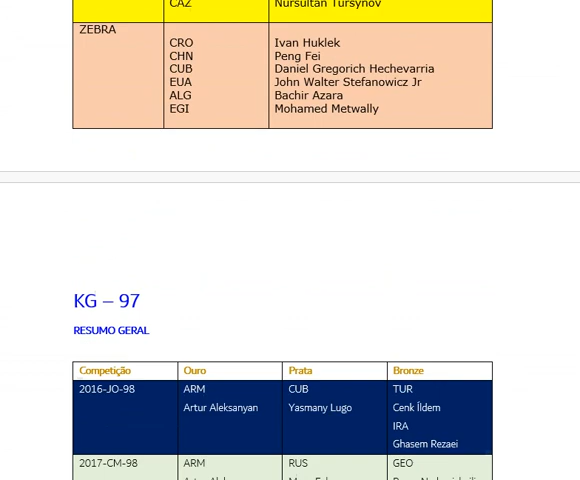 CAZ Nursultan Tursynov
ZEBRA
CRO Ivan Huklek
CHN Peng Fei
CUB Daniel Gregorich Hechevarria
EUA John Walter Stefanowicz Jr
ALG Bachir Azara
EGI Mohamed Metwally
KG – 97
RESUMO GERAL
Competição Ouro Prata Bronze
2016-JO-98 ARM CUB TUR
Artur Aleksanyan Yasmany Lugo Cenk İldem
IRA
Ghasem Rezaei
2017-CM-98 ARM RUS GEO